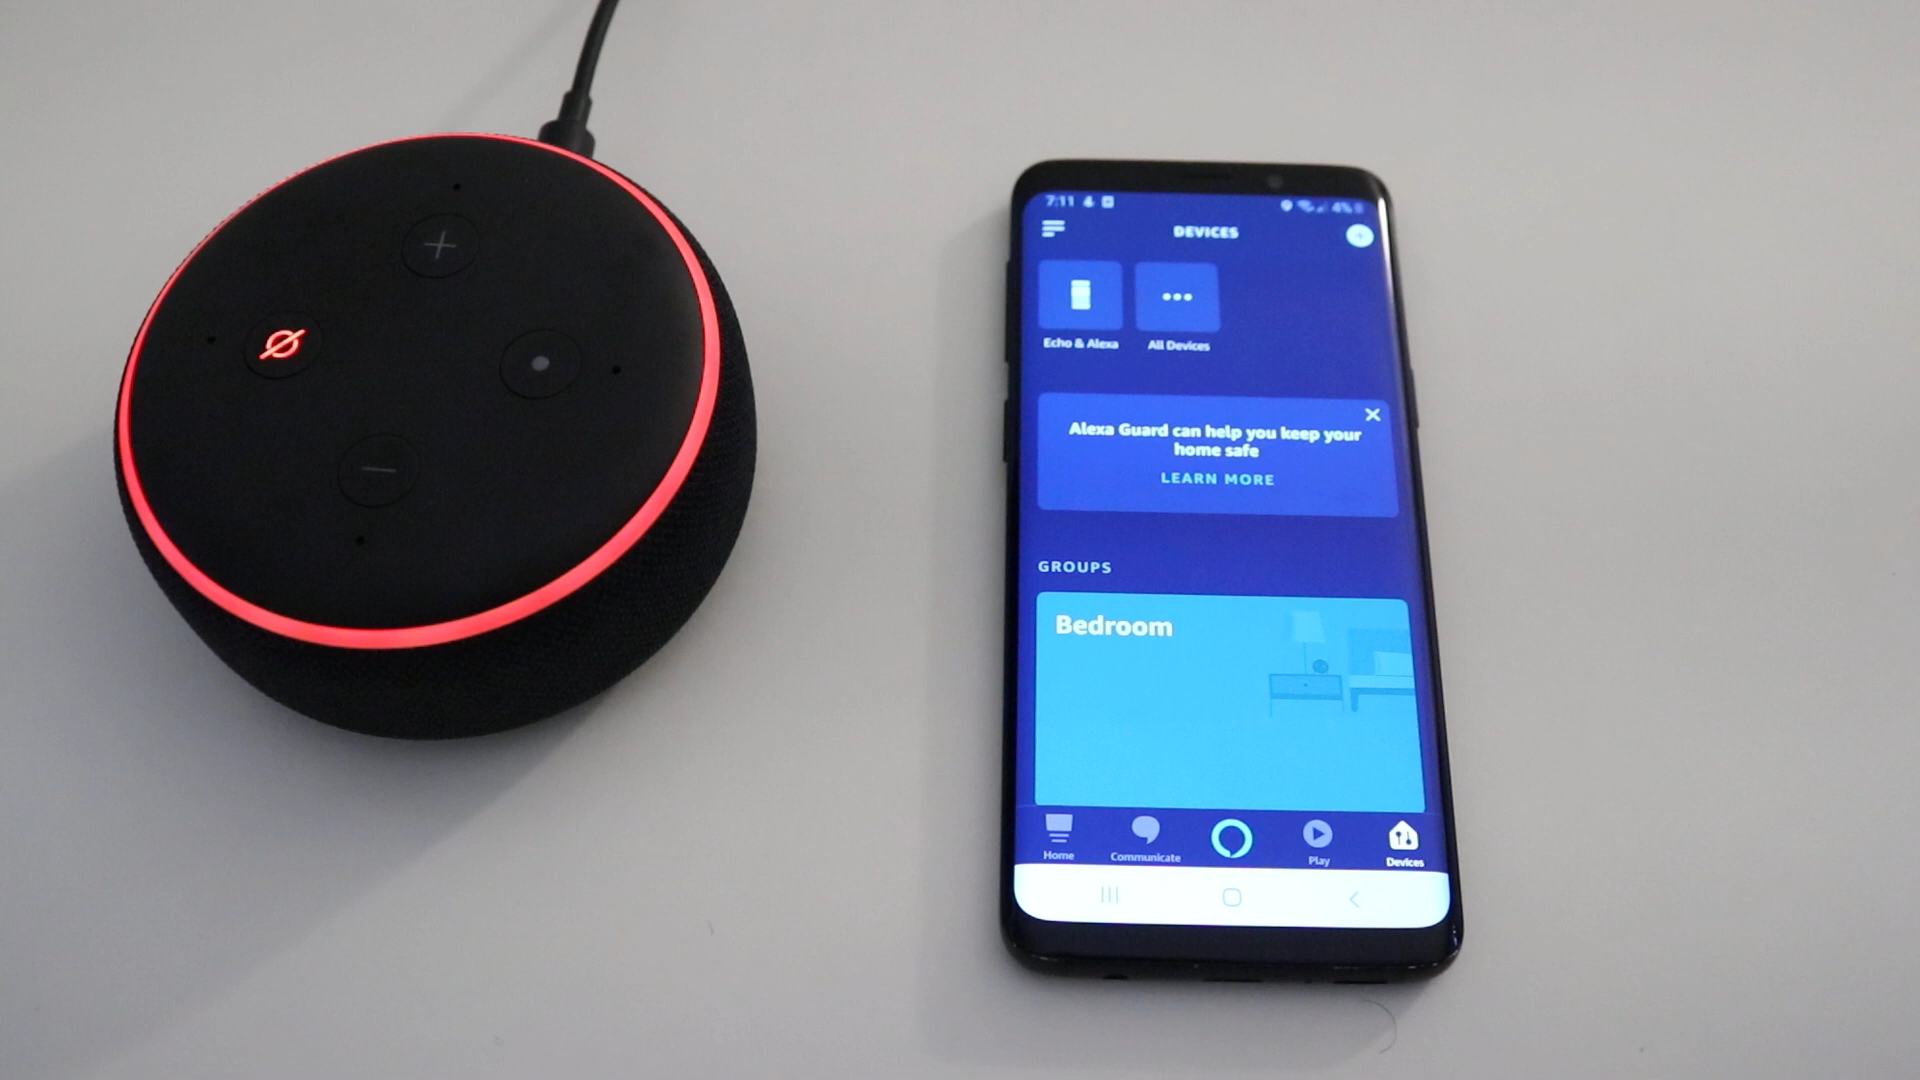 7:11
4%
DEVICES
Echo & Alexa
All Devices
Alexa Guard can help you keep your
home safe
LEARN MORE
GROUPS
Bedroom
Home
Communicate
Play
Devices